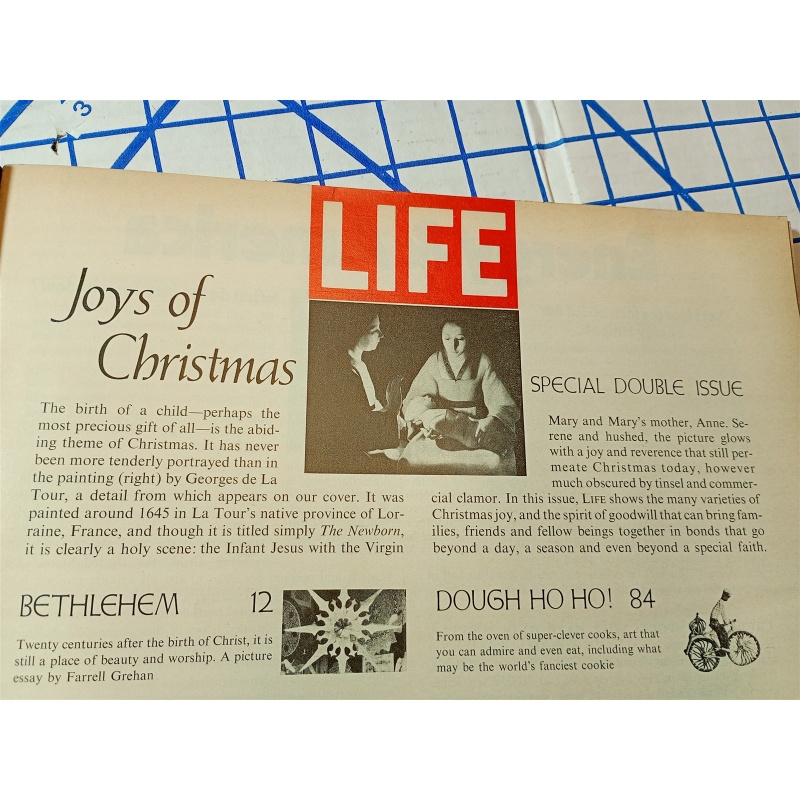 3
LIFE
Joys of
Christmas
SPECIAL DOUBLE ISSUE
The birth of a child—perhaps the
most precious gift of all—is the abid-
ing theme of Christmas. It has never
been more tenderly portrayed than in
the painting (right) by Georges de La
Tour, a detail from which appears on our cover. It was
painted around 1645 in La Tour's native province of Lor-
raine, France, and though it is titled simply The Newborn,
it is clearly a holy scene: the Infant Jesus with the Virgin
Mary and Mary's mother, Anne. Se-
rene and hushed, the picture glows
with a joy and reverence that still per-
meate Christmas today, however
much obscured by tinsel and commer-
cial clamor. In this issue, LIFE shows the many varieties of
Christmas joy, and the spirit of goodwill that can bring fam-
ilies, friends and fellow beings together in bonds that go
beyond a day, a season and even beyond a special faith.
BETHLEHEM 12
Twenty centuries after the birth of Christ, it is
still a place of beauty and worship. A picture
essay by Farrell Grehan
DOUGH HO HO! 84
From the oven of super-clever cooks, art that
you can admire and even eat, including what
may be the world's fanciest cookie